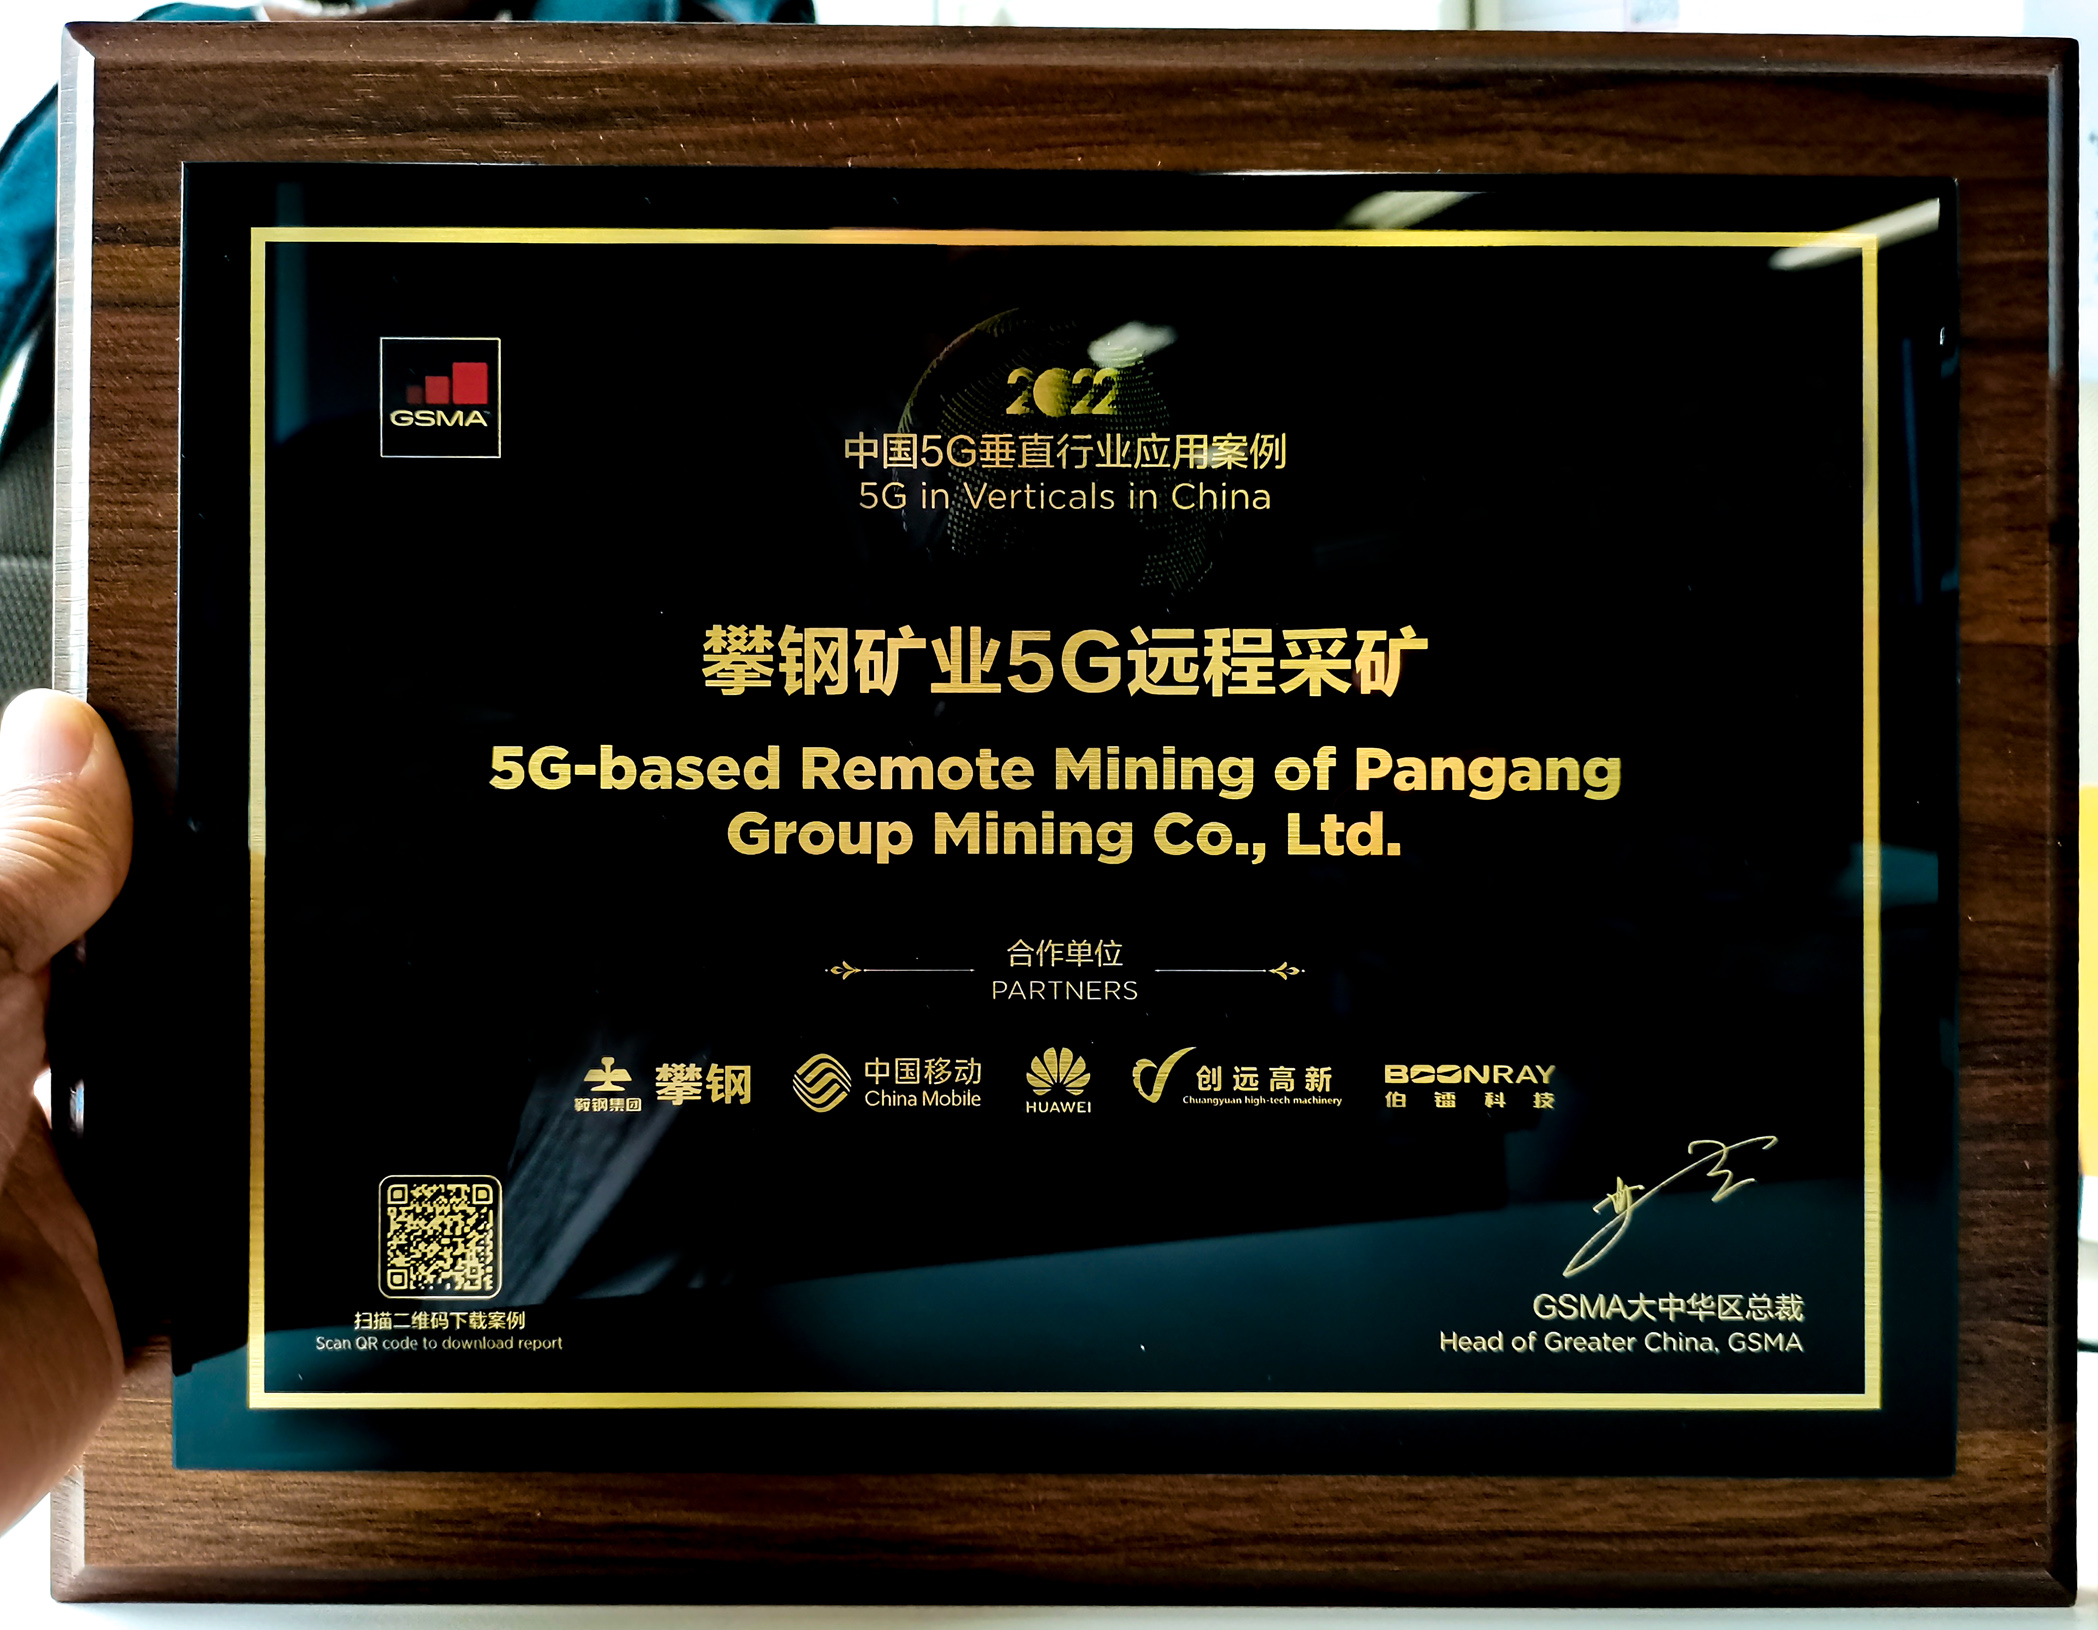 GSMA
2022
中国5G垂直行业应用案例
5G in Verticals in China
攀钢矿业5G远程采矿
5G-based Remote Mining of Pangang
Group Mining Co., Ltd.
合作单位
PARTNERS
鞍钢集团 攀钢
中国移动
China Mobile
HUAWEI
创远高新
Chuangyuan high-tech machinery
BOONRAY
伯镭科技
扫描二维码下载案例
Scan QR code to download report
GSMA大中华区总裁
Head of Greater China, GSMA